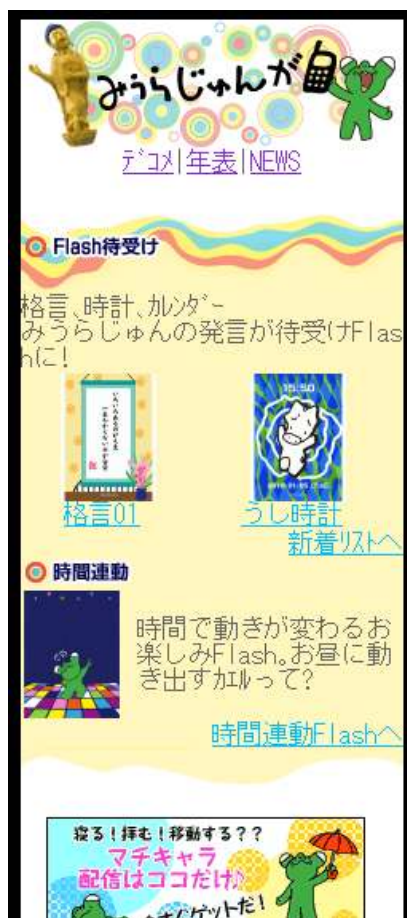 みうらじゅんが自
デコメ|年表|NEWS
Flash待受け
格言、時計、カレンダー
みうらじゅんの発言が待受けFlas
hに!
15:50
格言01
うし時計
新着リストへ
時間連動
時間で動きが変わるお
楽しみFlash。お昼に動
き出すカエルって?
時間連動Flashへ
寝る!拝む!移動する??
マチキャラ
配信はココだけ♪
ゲットだ!